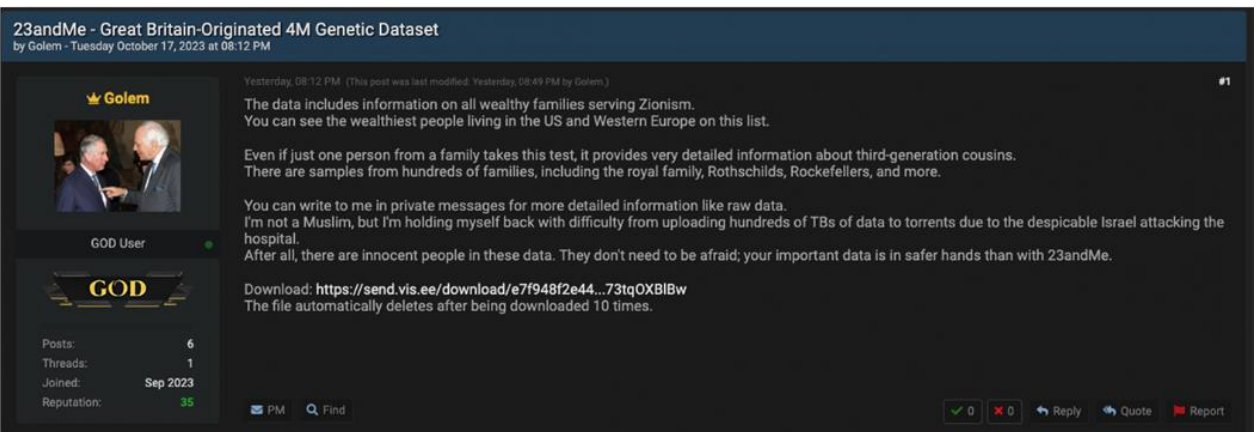 23andMe - Great Britain-Originated 4M Genetic Dataset
by Golem - Tuesday October 17, 2023 at 08:12 PM
Golem
GOD User
GOD
Posts: 6
Threads: 1
Joined: Sep 2023
Reputation: 35
Yesterday, 08:12 PM (This post was last modified: Yesterday, 08:49 PM by Golem.)
#1
The data includes information on all wealthy families serving Zionism.
You can see the wealthiest people living in the US and Western Europe on this list.
Even if just one person from a family takes this test, it provides very detailed information about third-generation cousins.
There are samples from hundreds of families, including the royal family, Rothschilds, Rockefellers, and more.
You can write to me in private messages for more detailed information like raw data.
I'm not a Muslim, but I'm holding myself back with difficulty from uploading hundreds of TBs of data to torrents due to the despicable Israel attacking the
hospital.
After all, there are innocent people in these data. They don't need to be afraid; your important data is in safer hands than with 23andMe.
Download: https://send.vis.ee/download/e7f948f2e44...73tqOXBlBw
The file automatically deletes after being downloaded 10 times.
PM Find
0 0 Reply Quote Report